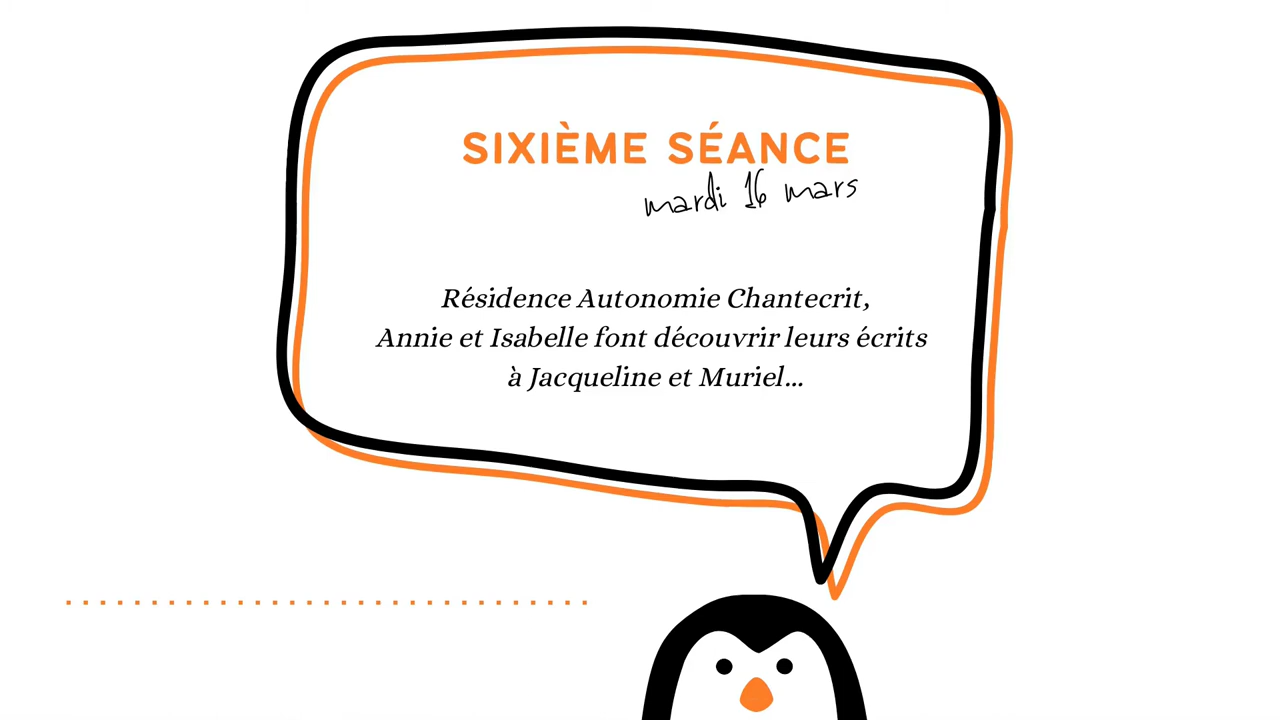 SIXIÈME SÉANCE
mardi 16 mars
Résidence Autonomie Chantecrit,
Annie et Isabelle font découvrir leurs écrits
à Jacqueline et Muriel...